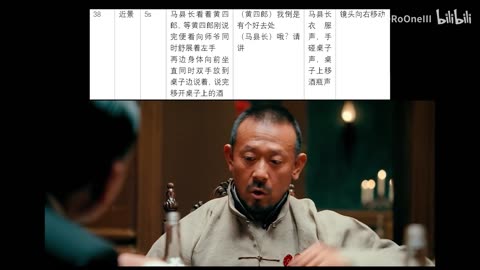 RoOneIII bilibili
38 近景 5s 马县长看着黄四 (黄四郎)我倒是 马县长 镜头向右移动
郎、等黄四郎刚说 有个好去处 衣服
完便看向师爷同 (马县长)哦?请 声,手
时舒展着左手 讲 碰桌子
再边身体向前坐 声,桌
直同时双手放到 子上移
桌子边说着,说完 酒瓶声
移开桌子上的酒